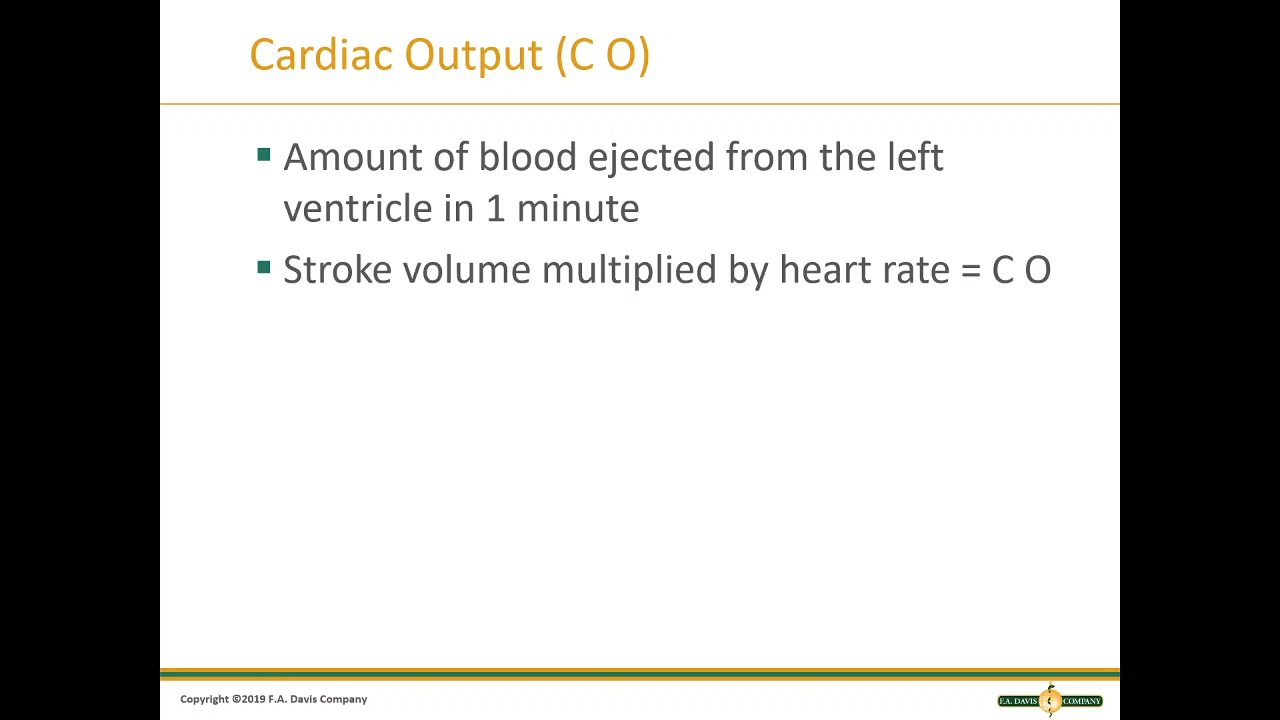 Cardiac Output (C O)
Amount of blood ejected from the left
ventricle in 1 minute
Stroke volume multiplied by heart rate = C O
Copyright ©2019 F.A. Davis Company
F.A. DAVIS COMPANY